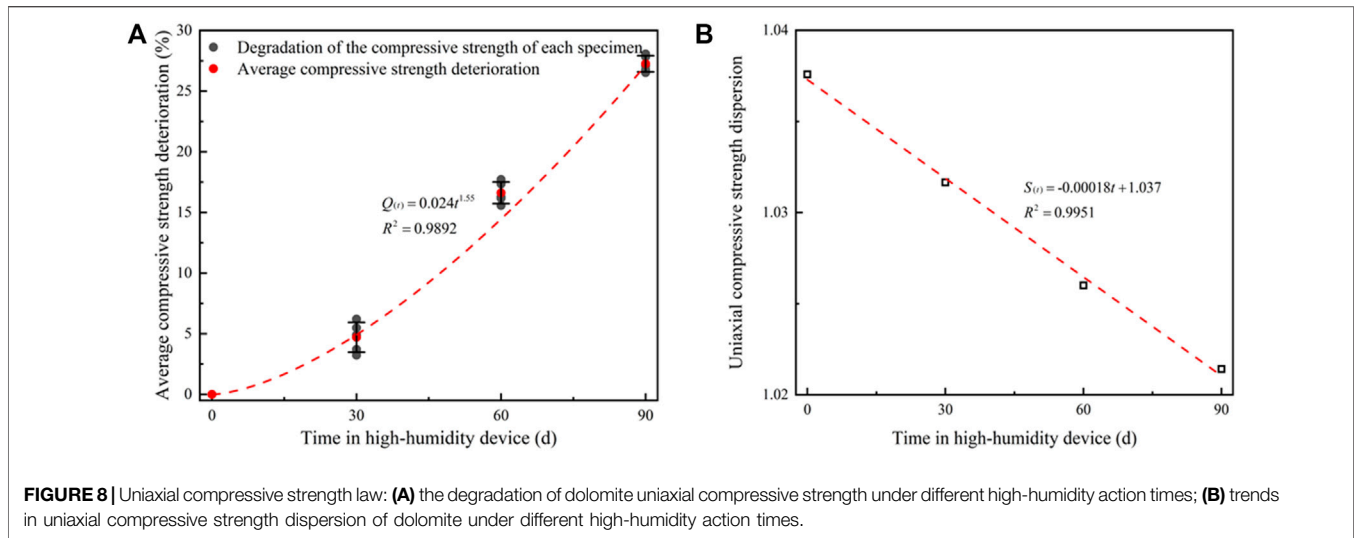 A
Average compressive strength deterioration (%)
30
25
20
15
10
5
0
Degradation of the compressive strength of each specimen
Average compressive strength deterioration
Q(t) = 0.024t^1.55
R² = 0.9892
0 30 60 90
Time in high-humidity device (d)
B
Uniaxial compressive strength dispersion
1.04
1.03
1.02
S(t) = -0.00018t + 1.037
R² = 0.9951
0 30 60 90
Time in high-humidity device (d)
FIGURE 8 | Uniaxial compressive strength law: (A) the degradation of dolomite uniaxial compressive strength under different high-humidity action times; (B) trends
in uniaxial compressive strength dispersion of dolomite under different high-humidity action times.